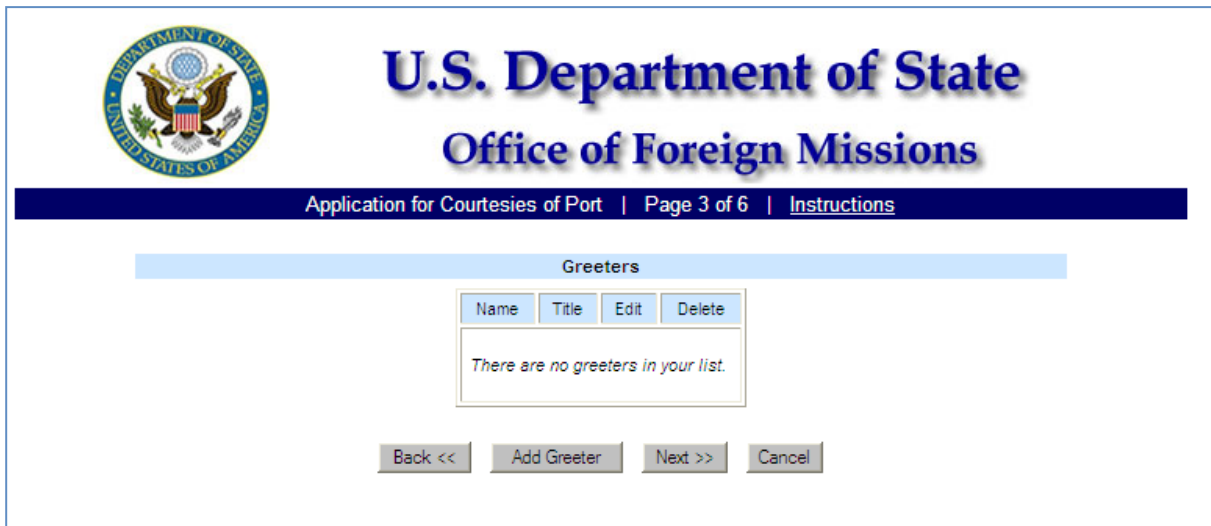 DEPARTMENT OF STATE
UNITED STATES OF AMERICA
U.S. Department of State
Office of Foreign Missions
Application for Courtesies of Port | Page 3 of 6 | Instructions
Greeters
Name Title Edit Delete
There are no greeters in your list.
Back << Add Greeter Next >> Cancel